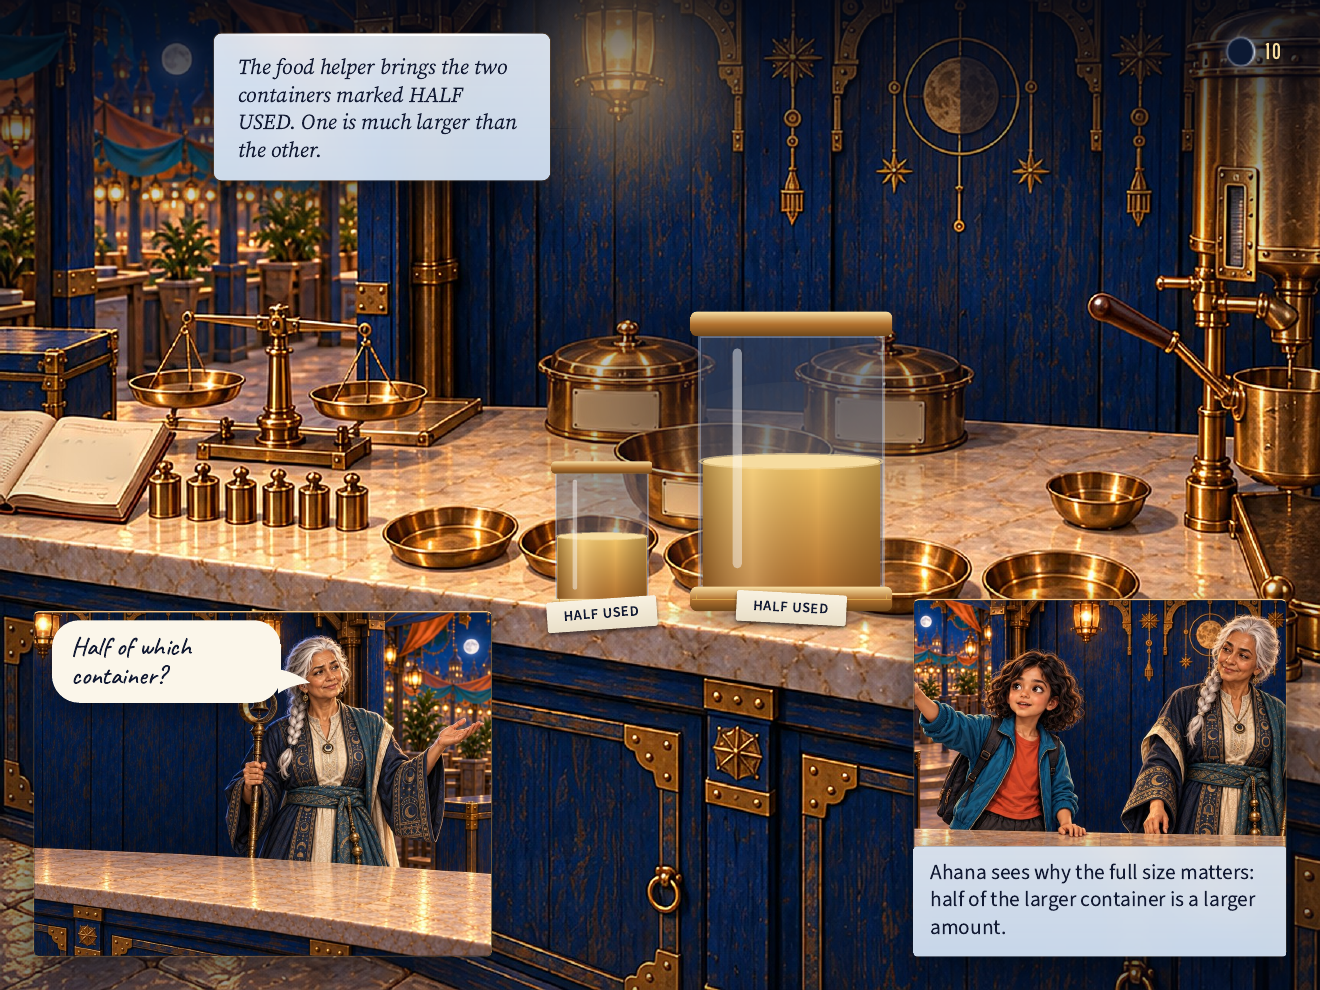 The food helper brings the two
containers marked HALF
USED. One is much larger than
the other.
10
HALF USED
HALF USED
Half of which
container?
Ahana sees why the full size matters:
half of the larger container is a larger
amount.